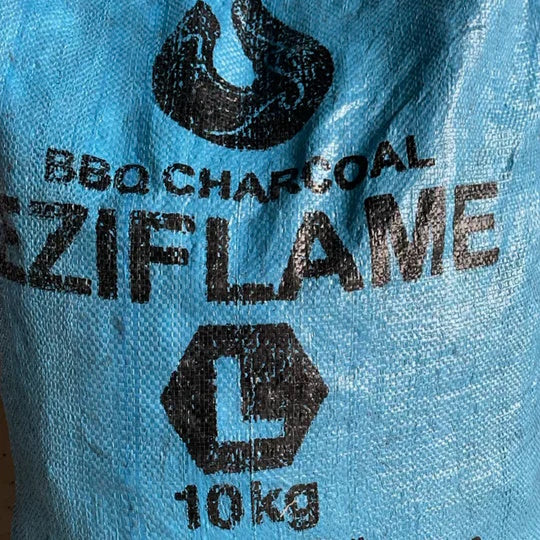 BBQ CHARCOAL
EZIFLAME
L
10kg